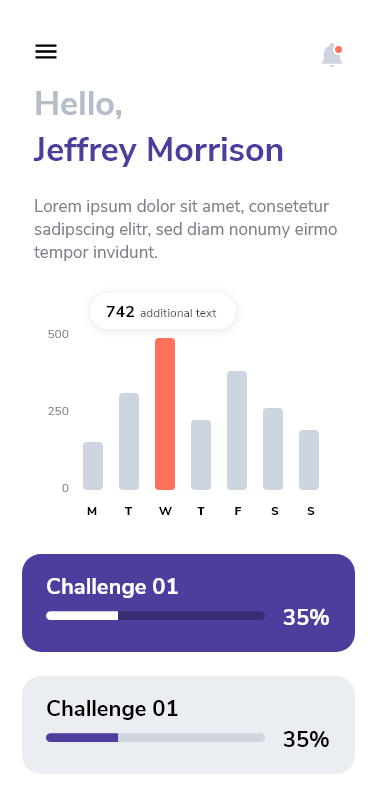 Hello,
Jeffrey Morrison
Lorem ipsum dolor sit amet, consetetur
sadipscing elitr, sed diam nonumy eirmo
tempor invidunt.
742 additional text
500
250
0
M T W T F S S
Challenge 01
35%
Challenge 01
35%